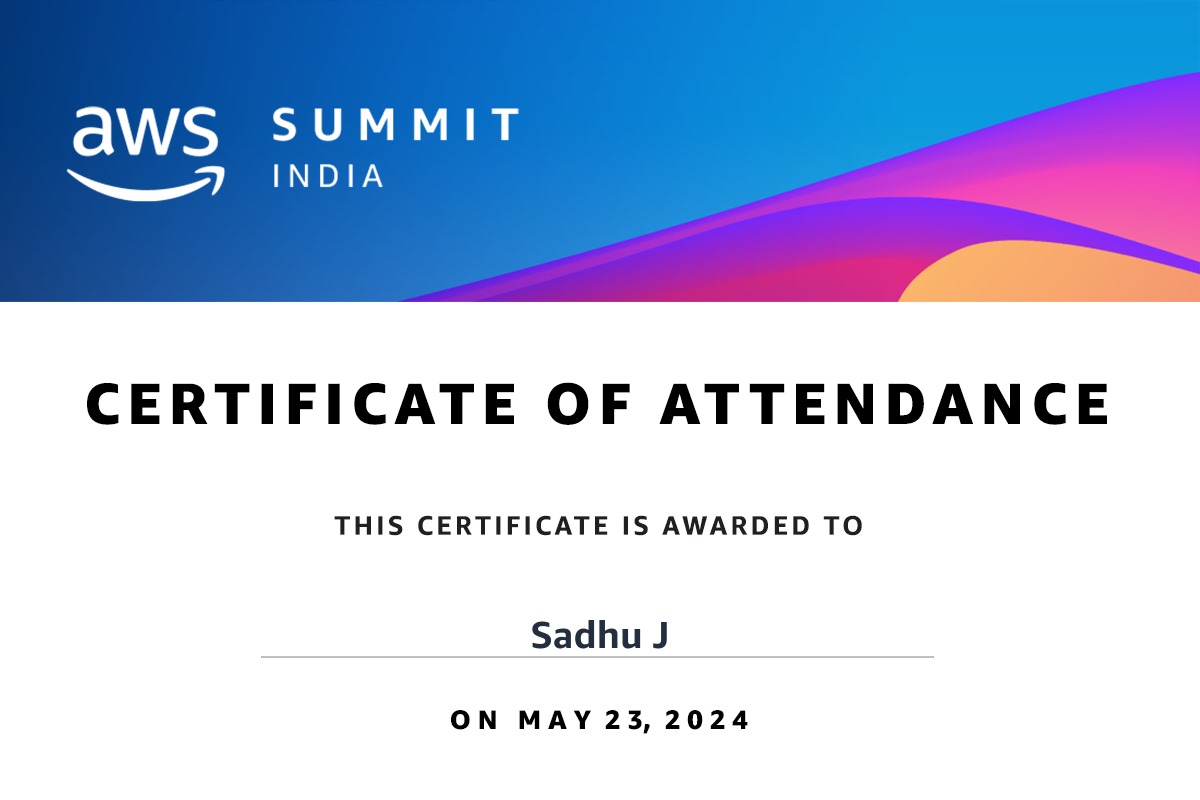 aws
SUMMIT
INDIA
CERTIFICATE OF ATTENDANCE
THIS CERTIFICATE IS AWARDED TO
Sadhu J
ON MAY 23, 2024